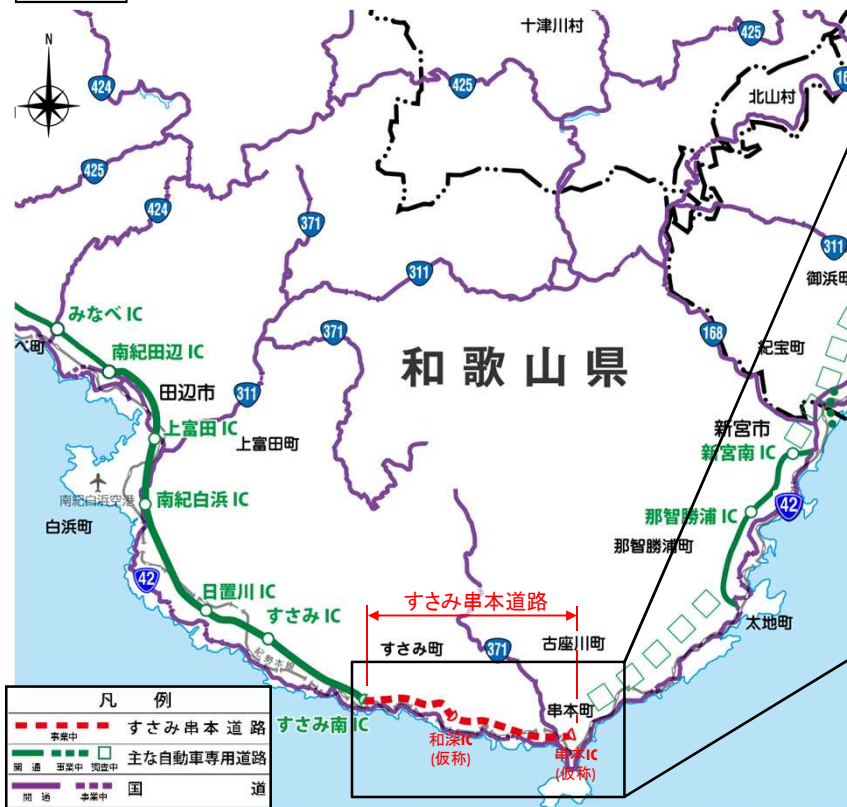 十津川村
N
425
424
425
16
北山村
425
424
371
311
311
御浜町
みなべ IC
371
168
紀宝町
べ町
南紀田辺 IC
和歌山県
田辺市
311
新宮市
上富田 IC
上富田町
新宮南 IC
南紀白浜空港
南紀白浜 IC
42
白浜町
那智勝浦 IC
那智勝浦町
42
日置川 IC
すさみ串本道路
すさみ IC
太地町
紀勢本線
すさみ町
371
古座川町
串本町
すさみ南 IC
和深IC
(仮称)
串本IC
(仮称)
凡 例
事業中
すさみ串本道路
開通 事業中 調査中
主な自動車専用道路
開通 事業中
国 道